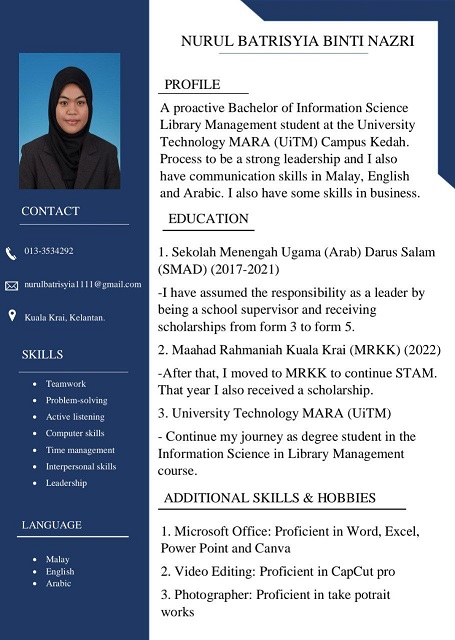 NURUL BATRISYIA BINTI NAZRI
PROFILE
A proactive Bachelor of Information Science
Library Management student at the University
Technology MARA (UiTM) Campus Kedah.
Process to be a strong leadership and I also
have communication skills in Malay, English
and Arabic. I also have some skills in business.
EDUCATION
1. Sekolah Menengah Ugama (Arab) Darus Salam
(SMAD) (2017-2021)
-I have assumed the responsibility as a leader by
being a school supervisor and receiving
scholarships from form 3 to form 5.
2. Maahad Rahmaniah Kuala Krai (MRKK) (2022)
-After that, I moved to MRKK to continue STAM.
That year I also received a scholarship.
3. University Technology MARA (UiTM)
- Continue my journey as degree student in the
Information Science in Library Management
course.
ADDITIONAL SKILLS & HOBBIES
1. Microsoft Office: Proficient in Word, Excel,
Power Point and Canva
2. Video Editing: Proficient in CapCut pro
3. Photographer: Proficient in take potrait
works
CONTACT
013-3534292
nurulbatrisyia1111@gmail.com
Kuala Krai, Kelantan.
SKILLS
• Teamwork
• Problem-solving
• Active listening
• Computer skills
• Time management
• Interpersonal skills
• Leadership
LANGUAGE
• Malay
• English
• Arabic